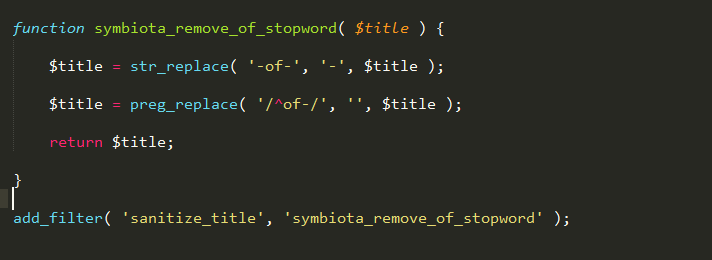 function symbiota_remove_of_stopword( $title ) {
$title = str_replace( '-of-', '-', $title );
$title = preg_replace( '/^of-/', '', $title );
return $title;
}
add_filter( 'sanitize_title', 'symbiota_remove_of_stopword' );